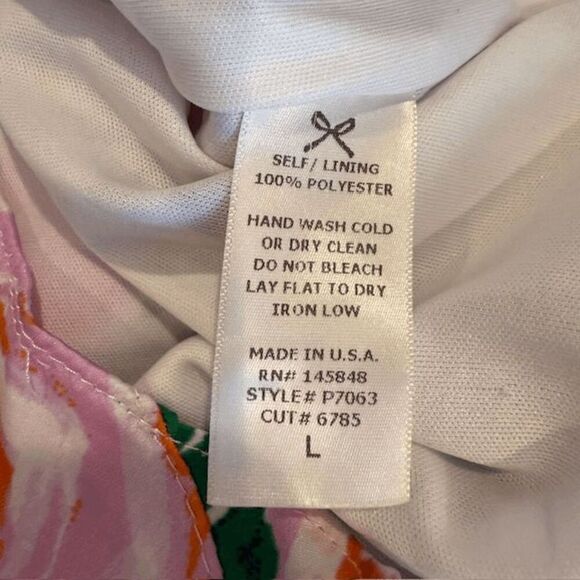 SELF/ LINING
100% POLYESTER
HAND WASH COLD
OR DRY CLEAN
DO NOT BLEACH
LAY FLAT TO DRY
IRON LOW
MADE IN U.S.A.
RN# 145848
STYLE# P7063
CUT# 6785
L